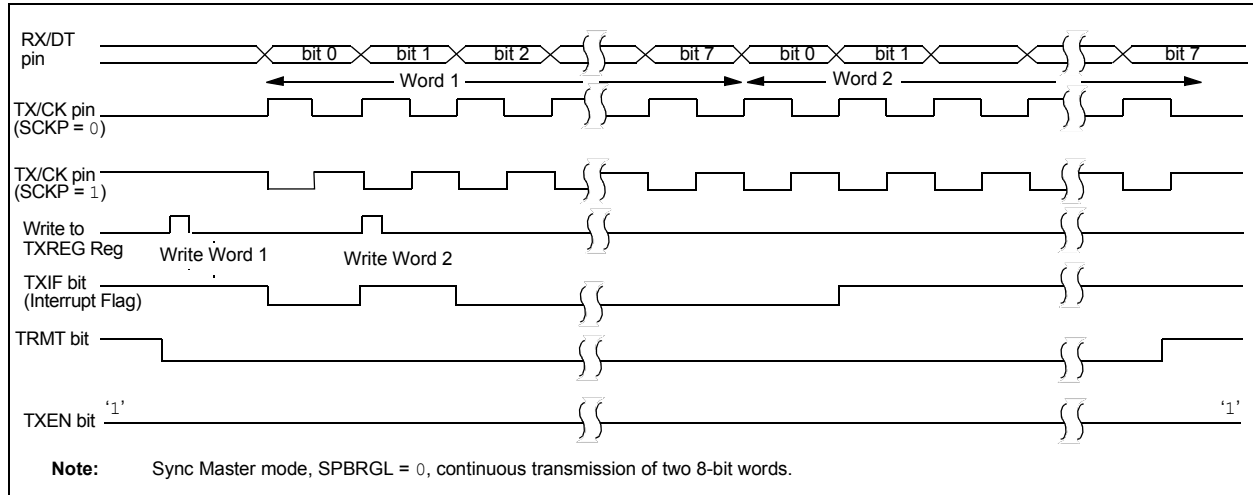 RX/DT
pin
bit 0 bit 1 bit 2 bit 7 bit 0 bit 1 bit 7
Word 1 Word 2
TX/CK pin
(SCKP = 0)
TX/CK pin
(SCKP = 1)
Write to
TXREG Reg
Write Word 1 Write Word 2
TXIF bit
(Interrupt Flag)
TRMT bit
TXEN bit ‘1’ ‘1’
Note: Sync Master mode, SPBRGL = 0, continuous transmission of two 8-bit words.